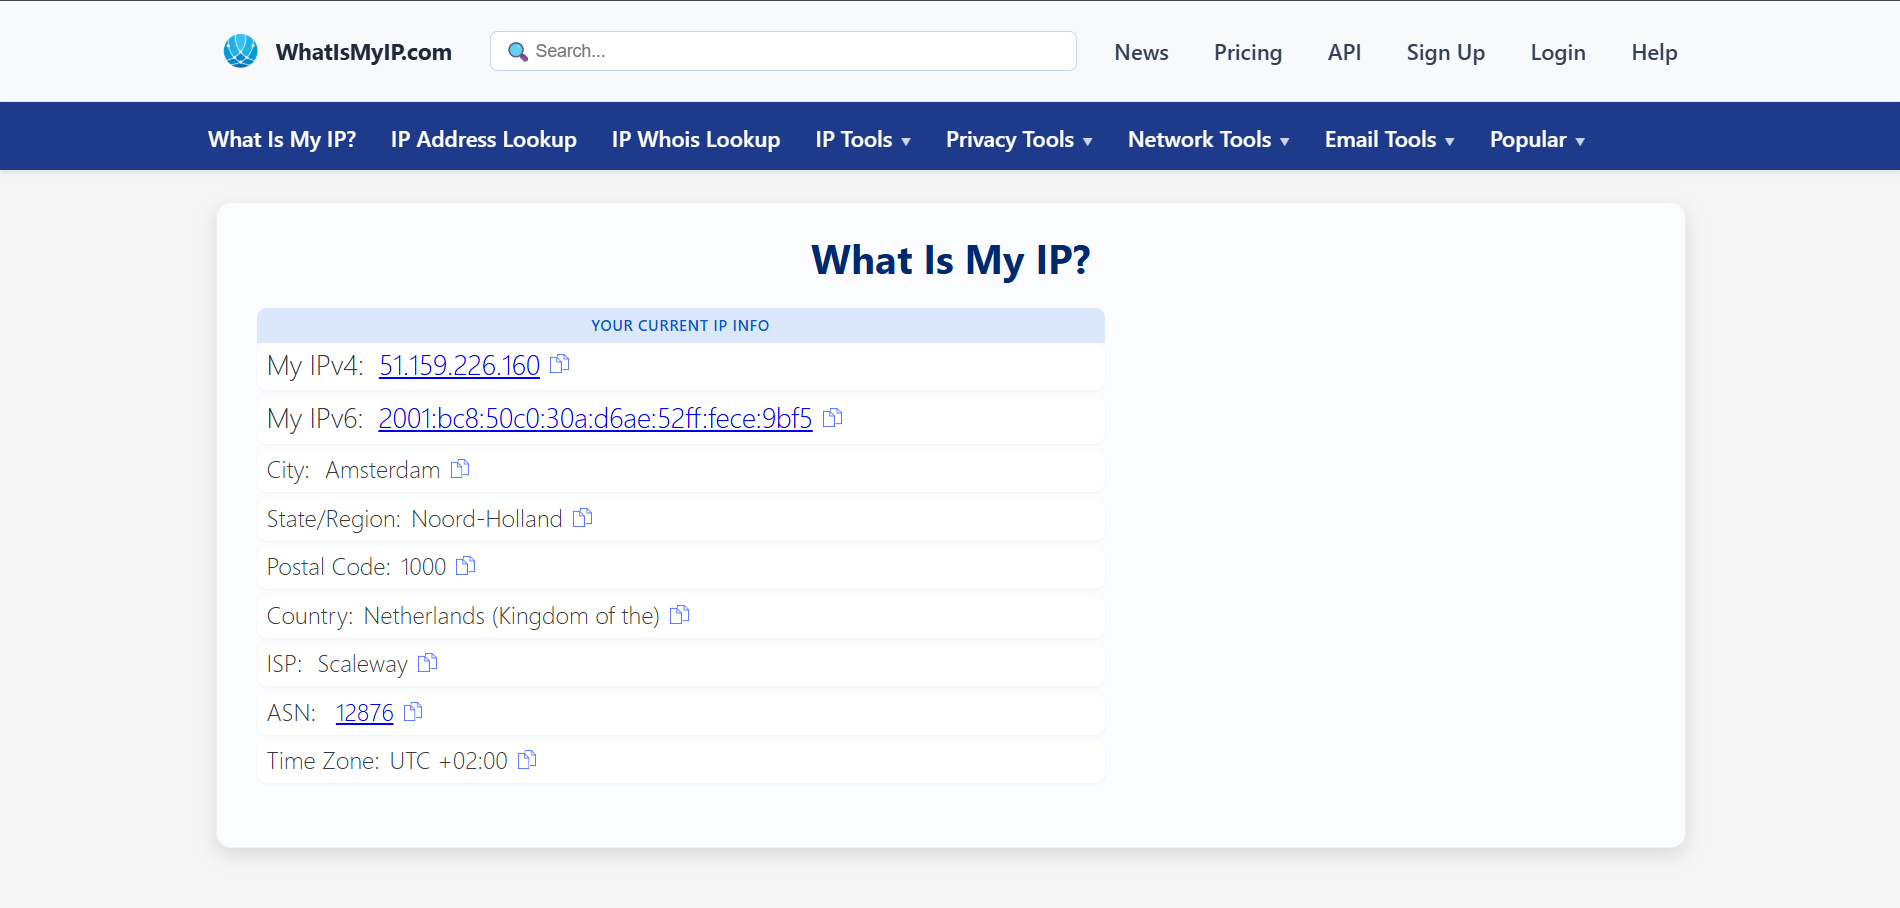 WhatIsMyIP.com Search... News Pricing API Sign Up Login Help
What Is My IP? IP Address Lookup IP Whois Lookup IP Tools ▼ Privacy Tools ▼ Network Tools ▼ Email Tools ▼ Popular ▼
What Is My IP?
YOUR CURRENT IP INFO
My IPv4: 51.159.226.160
My IPv6: 2001:bc8:50c0:30a:d6ae:52ff:fece:9bf5
City: Amsterdam
State/Region: Noord-Holland
Postal Code: 1000
Country: Netherlands (Kingdom of the)
ISP: Scaleway
ASN: 12876
Time Zone: UTC +02:00